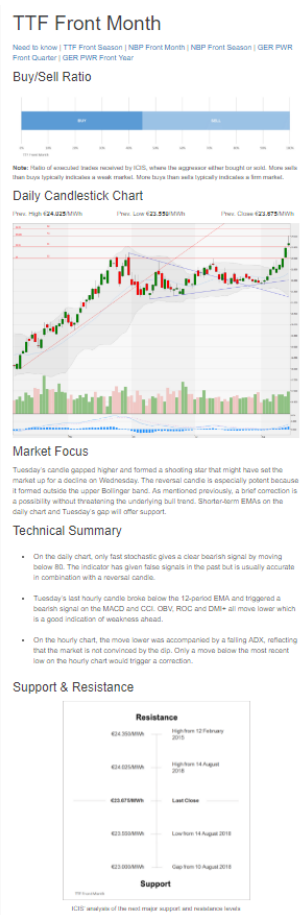 TTF Front Month
Need to know | TTF Front Season | NBP Front Month | NBP Front Season | GER PWR
Front Quarter | GER PWR Front Year
Buy/Sell Ratio
BUY SELL
Note: Ratio of executed trades received by ICIS, where the aggressor either bought or sold. More sells
than buys typically indicates a weak market. More buys than sells typically indicates a firm market.
Daily Candlestick Chart
Prev. High €24.025/MWh Prev. Low €23.550/MWh Prev. Close €23.875/MWh
Market Focus
Tuesday's candle gapped higher and formed a shooting star that might have set the
market up for a decline on Wednesday. The reversal candle is especially potent because
it formed outside the upper Bollinger band. As mentioned previously, a brief correction is
a possibility without threatening the underlying bull trend. Shorter-term EMAs on the
daily chart and Tuesday's gap will offer support.
Technical Summary
On the daily chart, only fast stochastic gives a clear bearish signal by moving
below 80. The indicator has given false signals in the past but is usually accurate
in combination with a reversal candle.
Tuesday's last hourly candle broke below the 12-period EMA and triggered a
bearish signal on the MACD and CCI. OBV, ROC and DMI+ all move lower which
is a good indication of weakness ahead.
On the hourly chart, the move lower was accompanied by a falling ADX, reflecting
that the market is not convinced by the dip. Only a move below the most recent
low on the hourly chart would trigger a correction.
Support & Resistance
Resistance
€24.350/MWh High from 12 February
2015
€24.025/MWh High from 14 August
2018
€23.875/MWh Last Close
€23.550/MWh Low from 14 August 2018
€23.000/MWh Gap from 10 August 2018
Support
TTF Front Month
ICIS' analysis of the next major support and resistance levels